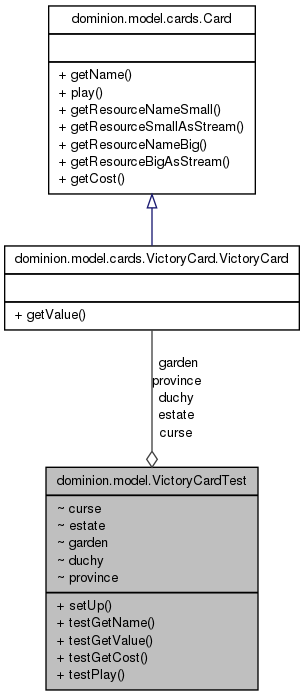 dominion.model.cards.Card
+ getName()
+ play()
+ getResourceNameSmall()
+ getResourceSmallAsStream()
+ getResourceNameBig()
+ getResourceBigAsStream()
+ getCost()
dominion.model.cards.VictoryCard.VictoryCard
+ getValue()
garden
province
duchy
estate
curse
dominion.model.VictoryCardTest
~ curse
~ estate
~ garden
~ duchy
~ province
+ setUp()
+ testGetName()
+ testGetValue()
+ testGetCost()
+ testPlay()